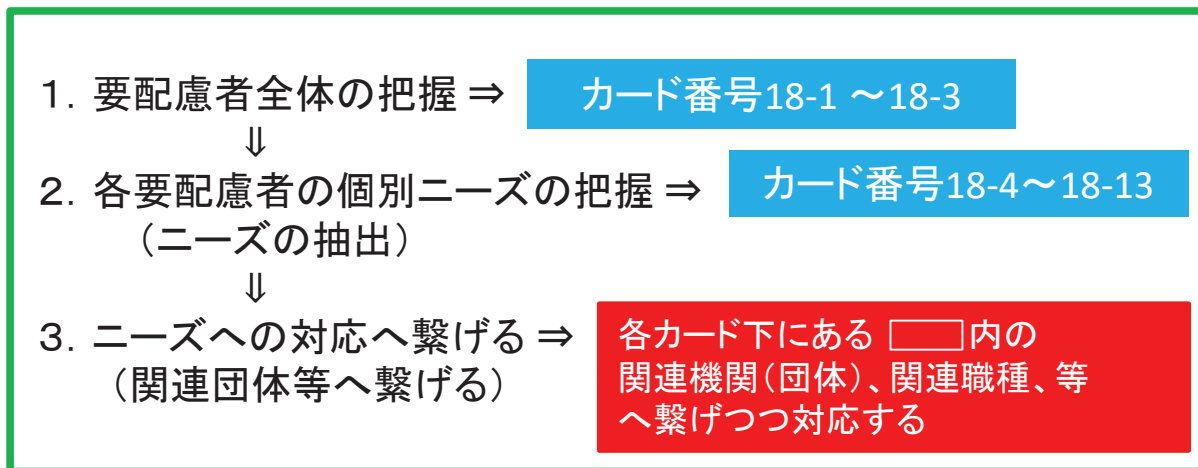 1．要配慮者全体の把握 ⇒ カード番号18-1 ～18-3
⇓
2．各要配慮者の個別ニーズの把握 ⇒ カード番号18-4～18-13
（ニーズの抽出）
⇓
3．ニーズへの対応へ繋げる ⇒
（関連団体等へ繋げる）
各カード下にある 内の
関連機関（団体）、関連職種、等
へ繋げつつ対応する